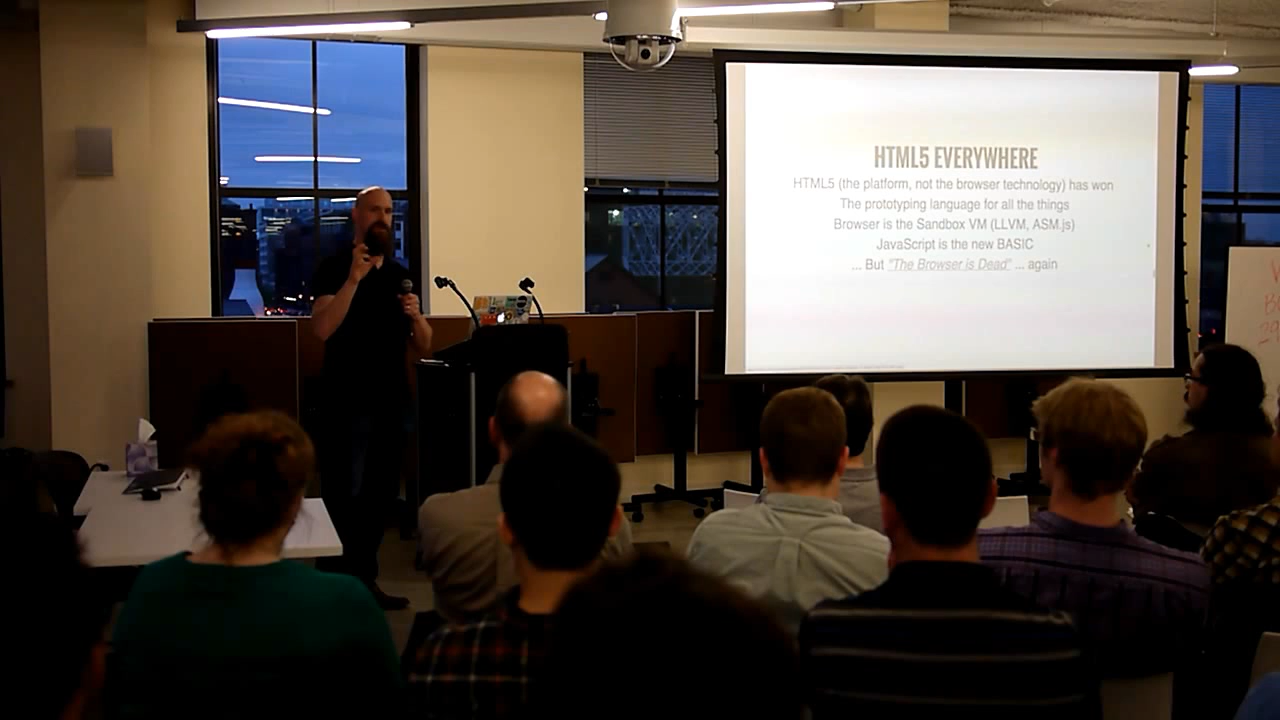 HTML5 EVERYWHERE
HTML5 (the platform, not the browser technology) has won
The prototyping language for all the things
Browser is the Sandbox VM (LLVM, ASM.js)
JavaScript is the new BASIC
... But "The Browser is Dead" ... again